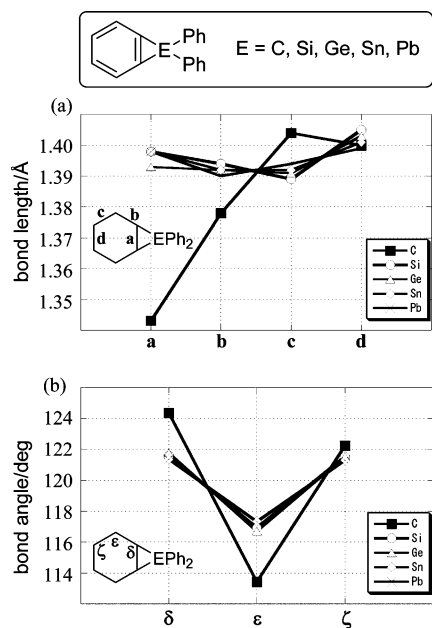 Ph
E
Ph
E = C, Si, Ge, Sn, Pb
(a)
bond length/Å
1.40
1.39
1.38
1.37
1.36
1.35
c
b
d
a
EPh2
C
Si
Ge
Sn
Pb
a b c d
(b)
bond angle/deg
124
122
120
118
116
114
ζ
ε
δ
EPh2
C
Si
Ge
Sn
Pb
δ ε ζ